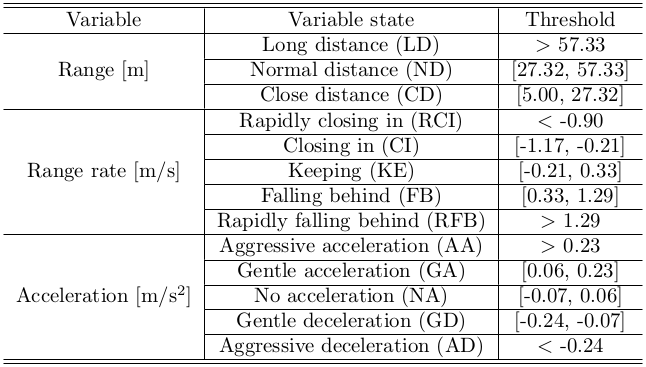 Variable Variable state Threshold
Long distance (LD) > 57.33
Range [m] Normal distance (ND) [27.32, 57.33]
Close distance (CD) [5.00, 27.32]
Rapidly closing in (RCI) < -0.90
Closing in (CI) [-1.17, -0.21]
Range rate [m/s] Keeping (KE) [-0.21, 0.33]
Falling behind (FB) [0.33, 1.29]
Rapidly falling behind (RFB) > 1.29
Aggressive acceleration (AA) > 0.23
Gentle acceleration (GA) [0.06, 0.23]
Acceleration [m/s²] No acceleration (NA) [-0.07, 0.06]
Gentle deceleration (GD) [-0.24, -0.07]
Aggressive deceleration (AD) < -0.24